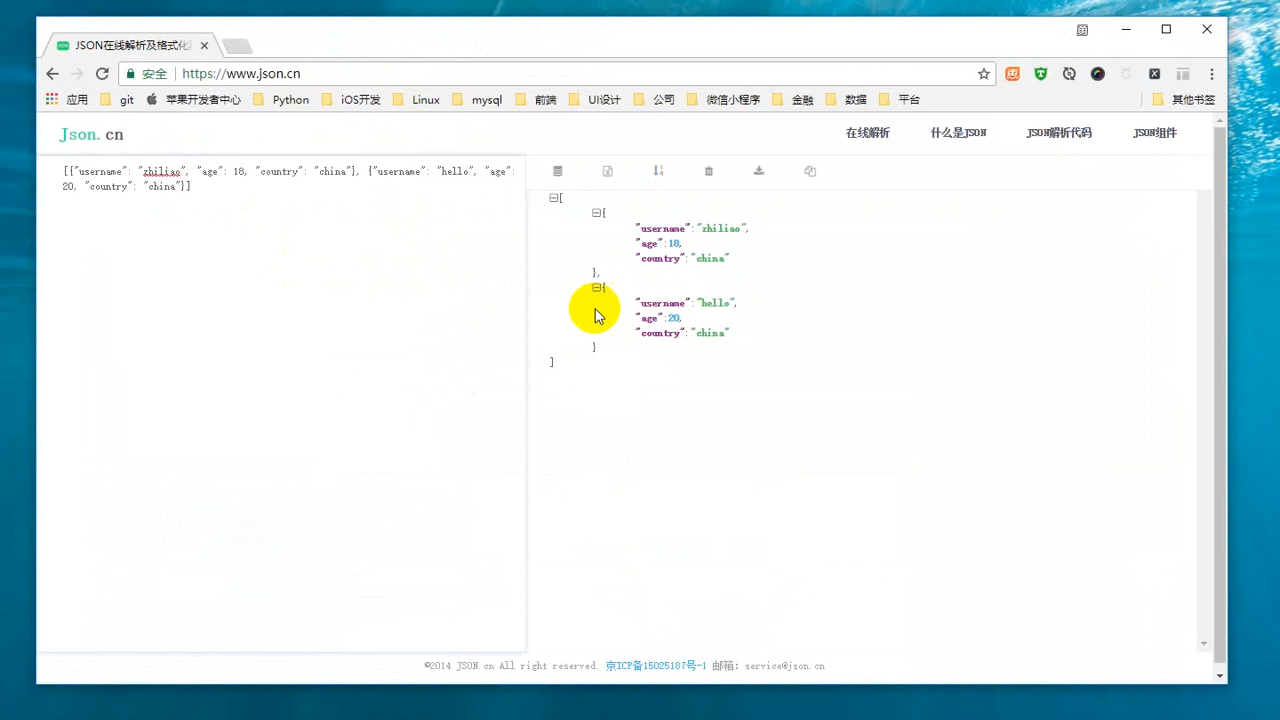 JSON在线解析及格式化
安全 https://www.json.cn
应用 git 苹果开发者中心 Python iOS开发 Linux mysql 前端 UI设计 公司 微信小程序 金融 数据 平台 其他书签
Json.cn 在线解析 什么是JSON JSON解析代码 JSON组件
[{"username": "zhiliao", "age": 18, "country": "china"}, {"username": "hello", "age":
20, "country": "china"}]
[
{
"username":"zhiliao",
"age":18,
"country":"china"
},
{
"username":"hello",
"age":20,
"country":"china"
}
]
©2014 JSON.cn All right reserved. 京ICP备15025187号-1 邮箱：service@json.cn